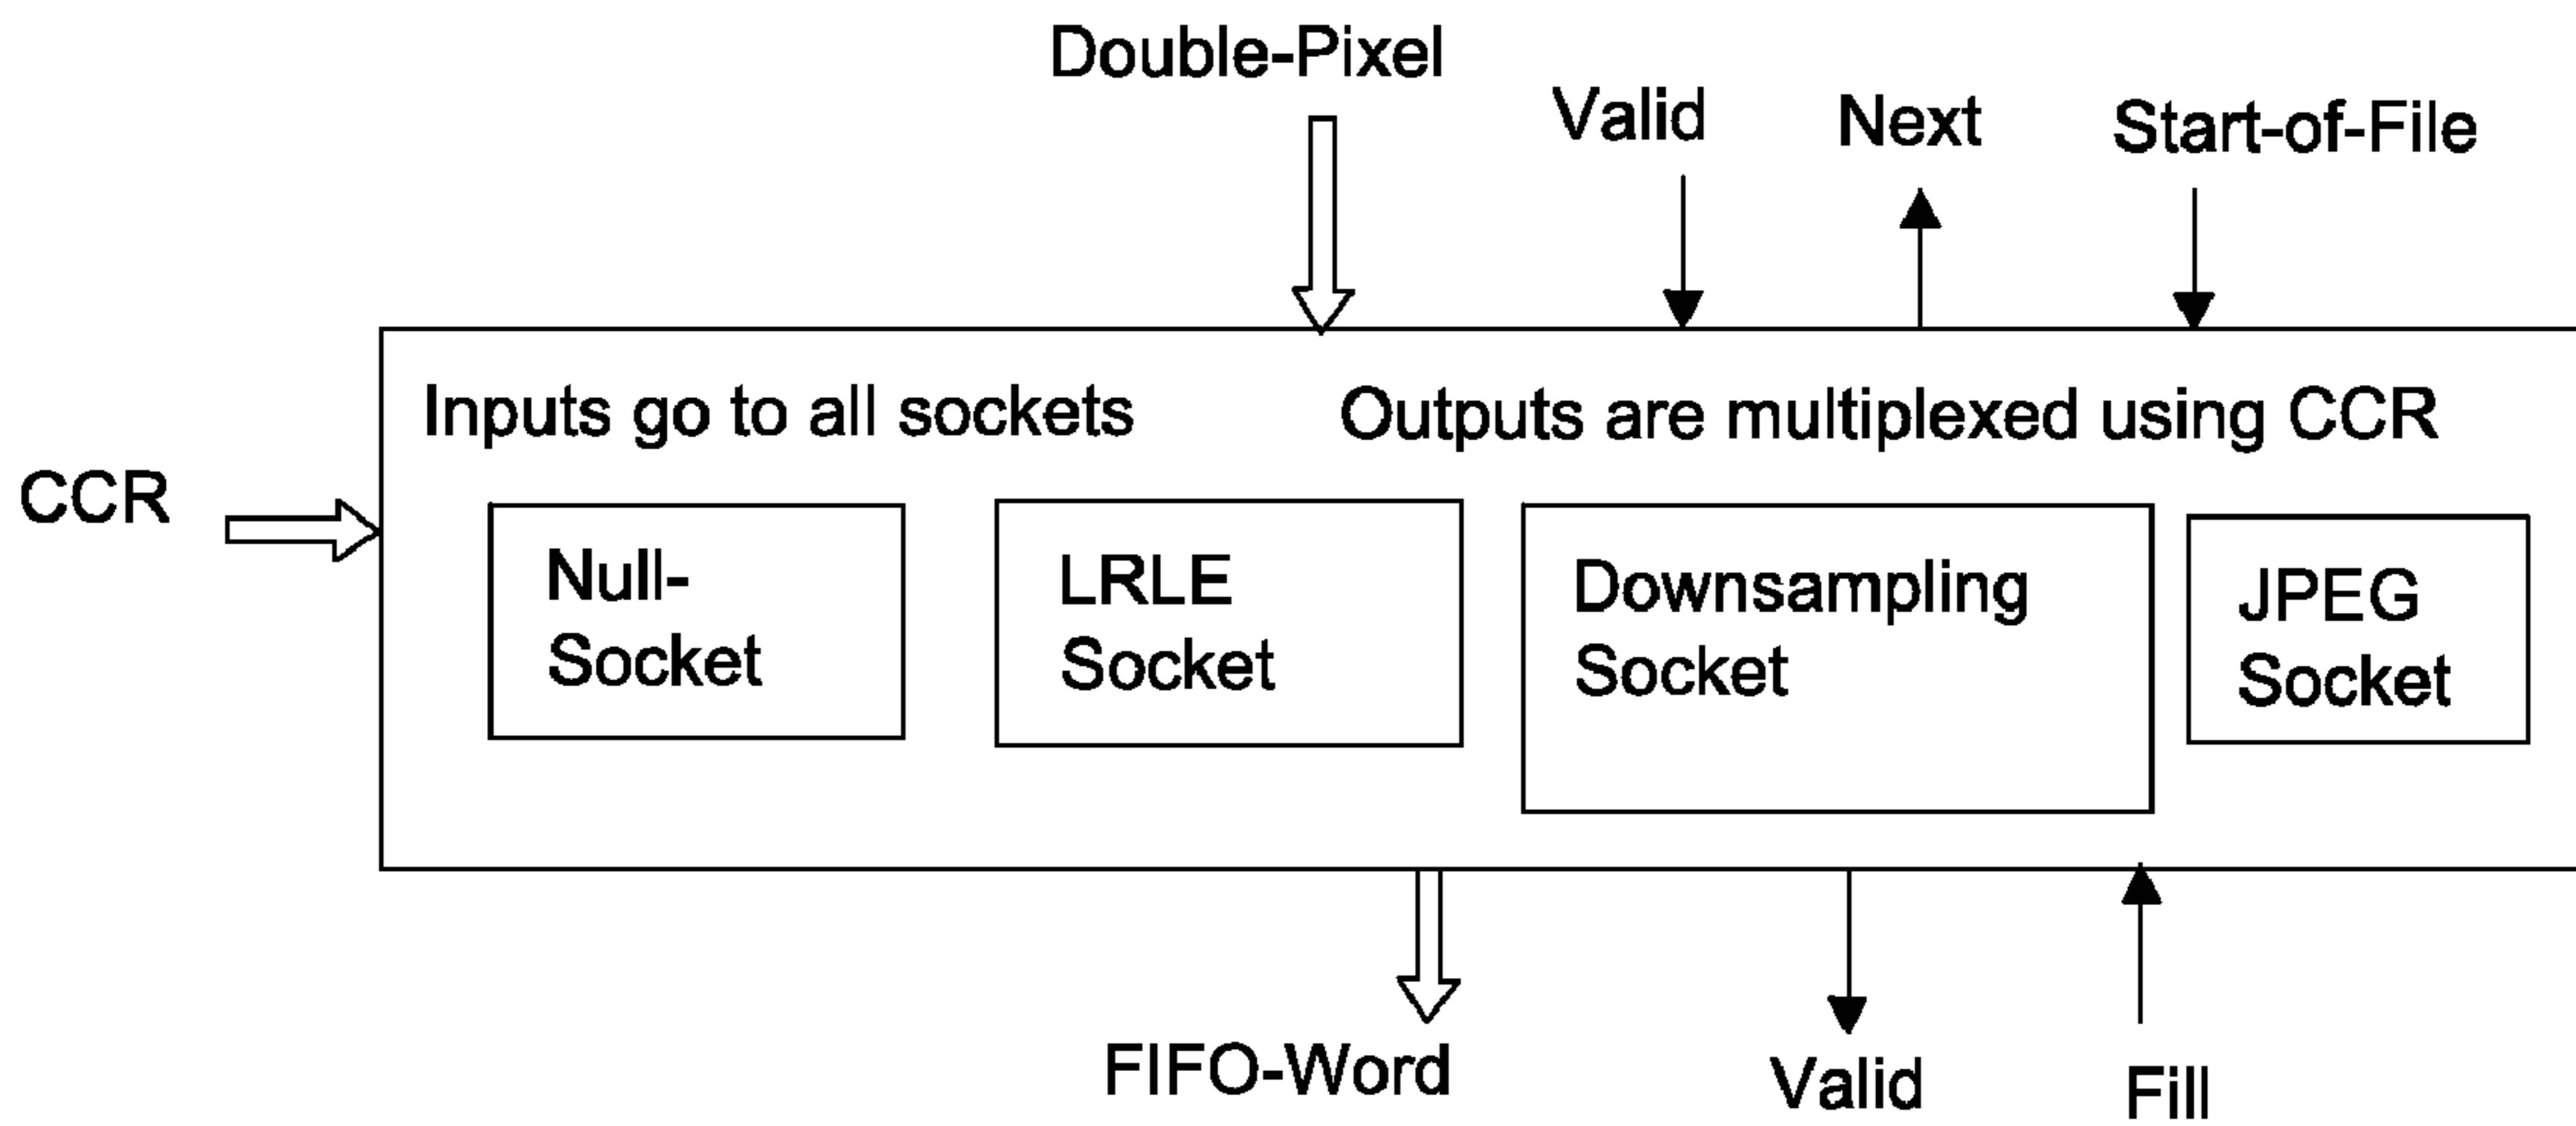 Double-Pixel
Valid
Next
Start-of-File
Inputs go to all sockets
Outputs are multiplexed using CCR
CCR
Null-
Socket
LRLE
Socket
Downsampling
Socket
JPEG
Socket
FIFO-Word
Valid
Fill